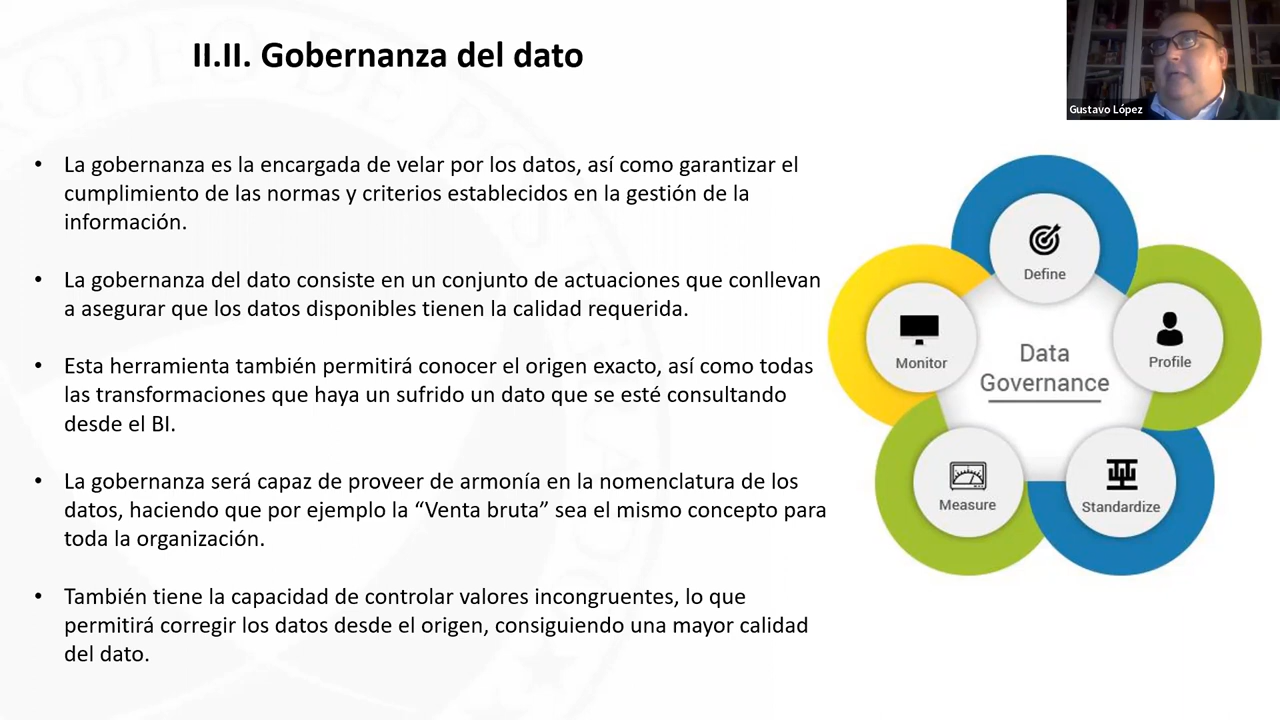 II.II. Gobernanza del dato
Gustavo López
• La gobernanza es la encargada de velar por los datos, así como garantizar el
cumplimiento de las normas y criterios establecidos en la gestión de la
información.
• La gobernanza del dato consiste en un conjunto de actuaciones que conllevan
a asegurar que los datos disponibles tienen la calidad requerida.
• Esta herramienta también permitirá conocer el origen exacto, así como todas
las transformaciones que haya un sufrido un dato que se esté consultando
desde el BI.
• La gobernanza será capaz de proveer de armonía en la nomenclatura de los
datos, haciendo que por ejemplo la “Venta bruta” sea el mismo concepto para
toda la organización.
• También tiene la capacidad de controlar valores incongruentes, lo que
permitirá corregir los datos desde el origen, consiguiendo una mayor calidad
del dato.
Define
Monitor
Profile
Data
Governance
Measure
Standardize